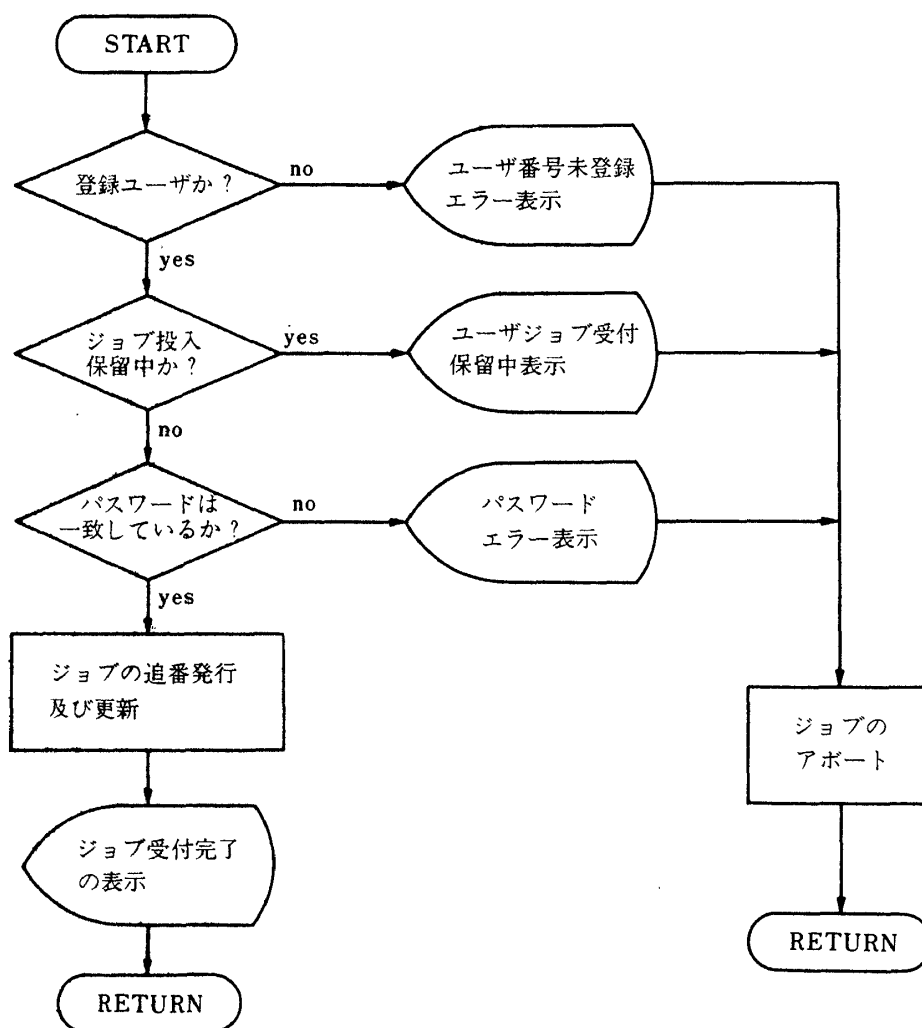 START
登録ユーザか?
no
ユーザ番号未登録
エラー表示
yes
ジョブ投入
保留中か?
yes
ユーザジョブ受付
保留中表示
no
パスワードは
一致しているか?
no
パスワード
エラー表示
yes
ジョブの追番発行
及び更新
ジョブの
アボート
ジョブ受付完了
の表示
RETURN
RETURN